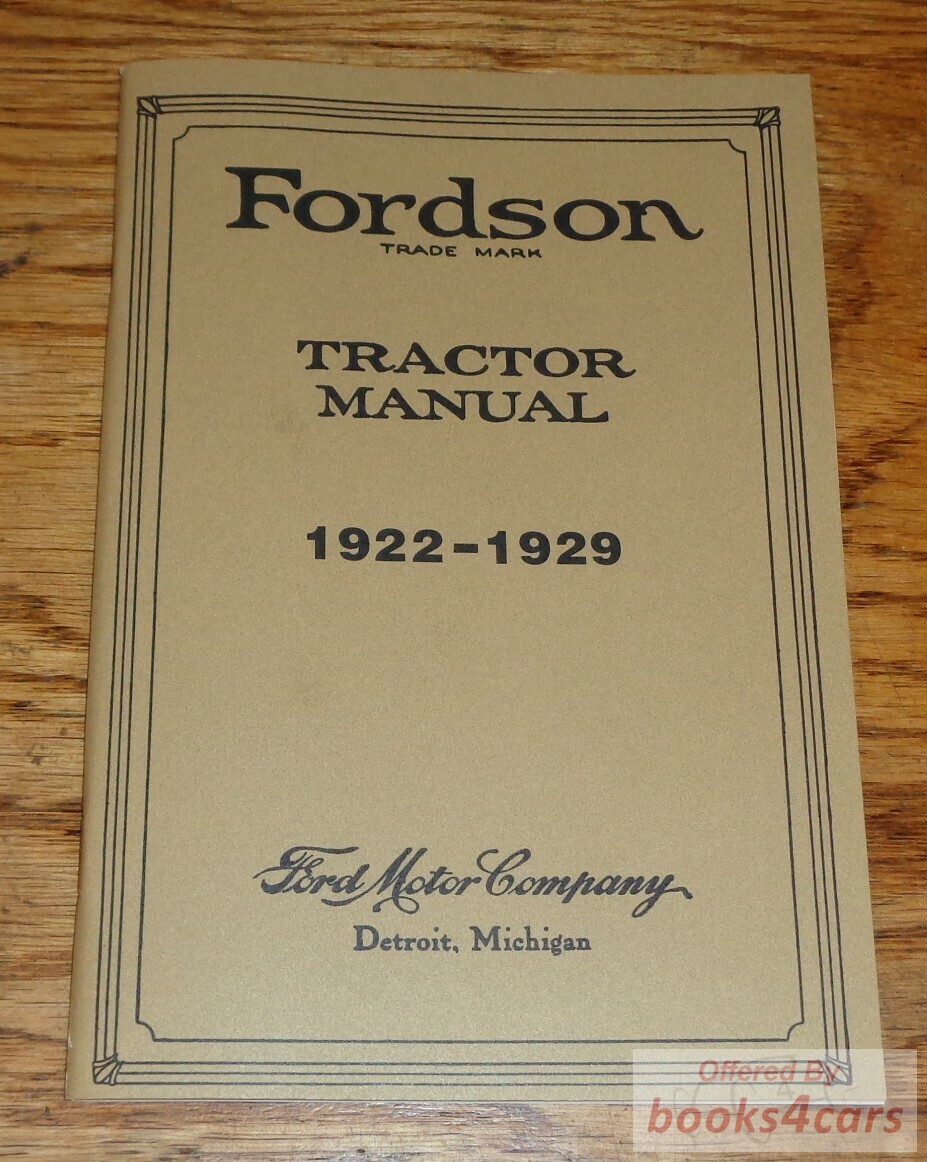 Fordson
TRADE MARK
TRACTOR
MANUAL
1922-1929
Ford Motor Company
Detroit, Michigan
Offered By
books4cars